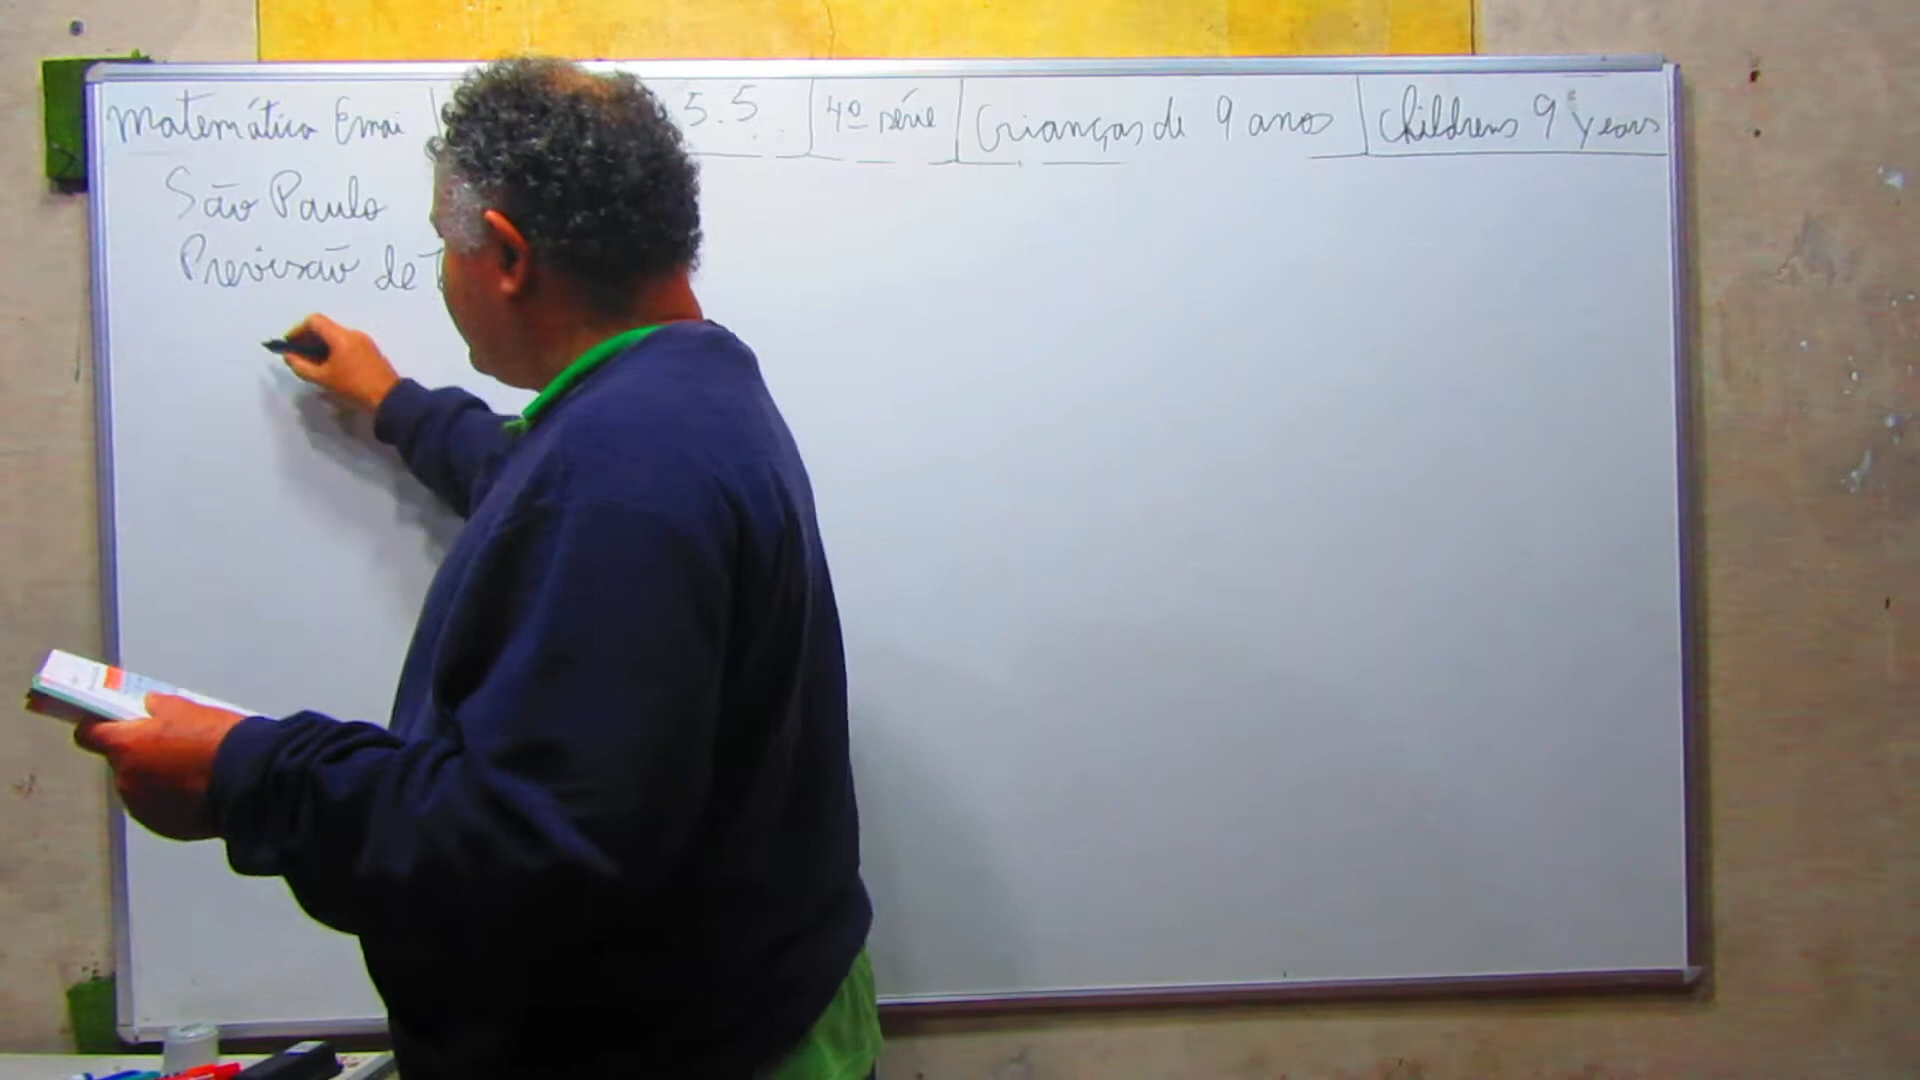 Matemática Emai 5.5 4º série Crianças de 9 anos Childrens 9 years
São Paulo
Previsão de